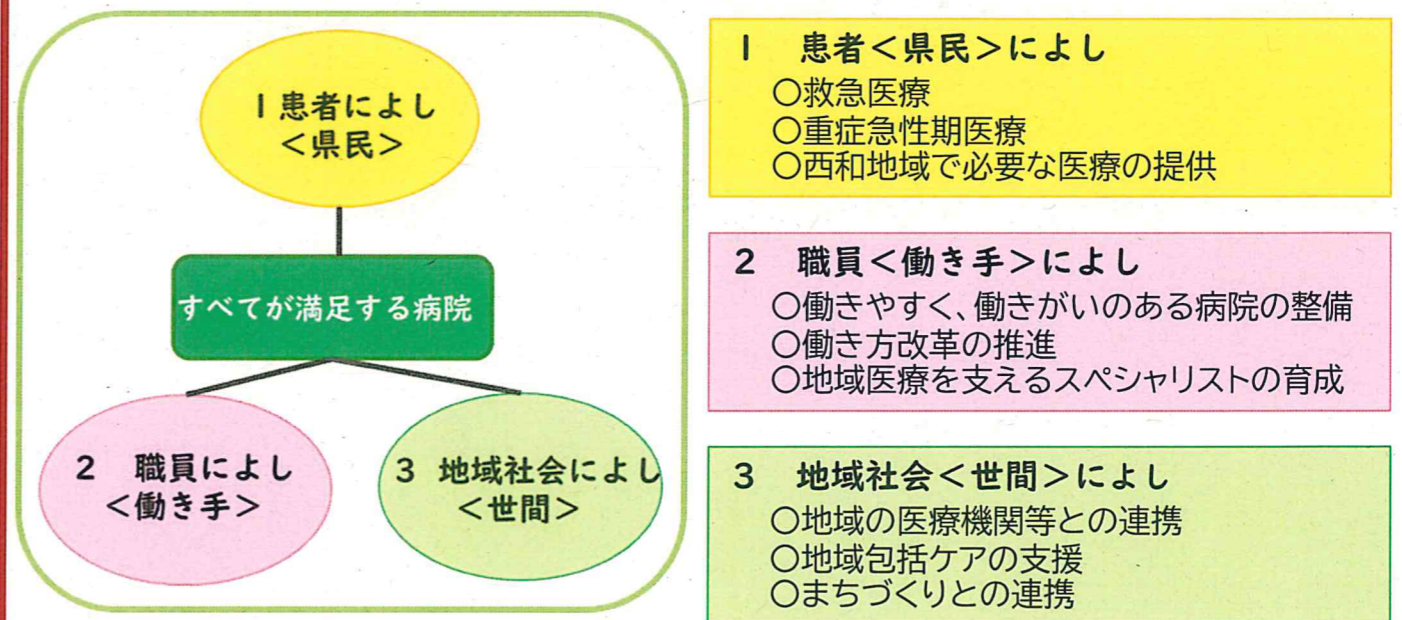 1患者によし
<県民>
すべてが満足する病院
2 職員によし
<働き手>
3 地域社会によし
<世間>
1 患者<県民>によし
○救急医療
○重症急性期医療
○西和地域で必要な医療の提供
2 職員<働き手>によし
○働きやすく、働きがいのある病院の整備
○働き方改革の推進
○地域医療を支えるスペシャリストの育成
3 地域社会<世間>によし
○地域の医療機関等との連携
○地域包括ケアの支援
○まちづくりとの連携